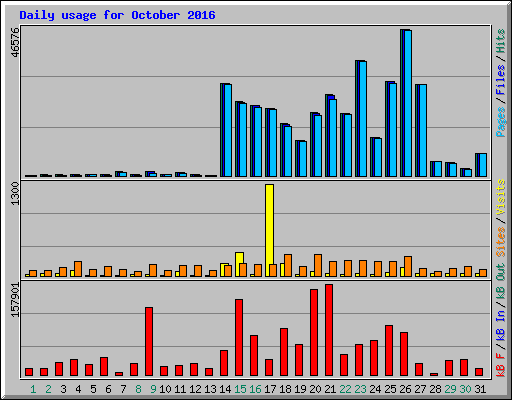 Daily usage for October 2016
46576
Pages / Files / Hits
1300
Sites / Visits
157901
kB F / kB In / kB Out
1 2 3 4 5 6 7 8 9 10 11 12 13 14 15 16 17 18 19 20 21 22 23 24 25 26 27 28 29 30 31